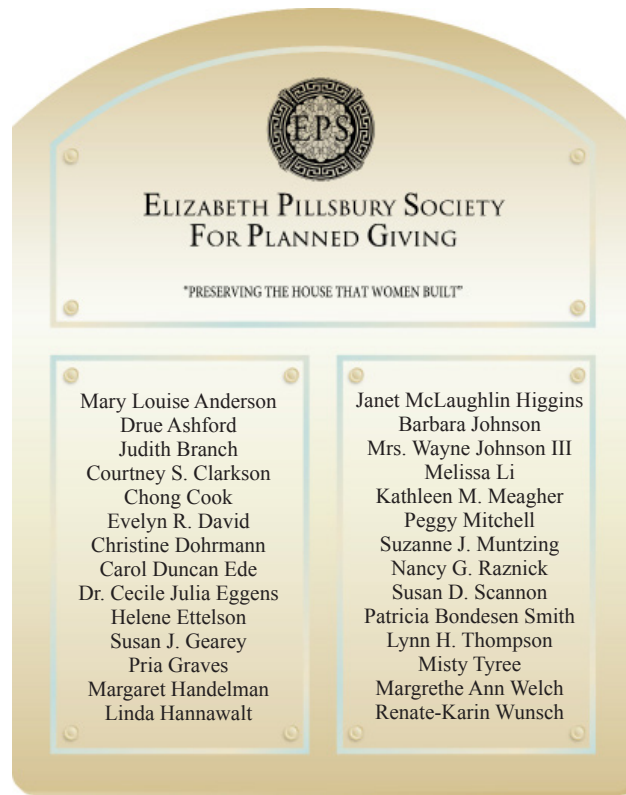 EPS
ELIZABETH PILLSBURY SOCIETY
FOR PLANNED GIVING
"PRESERVING THE HOUSE THAT WOMEN BUILT"
Mary Louise Anderson
Drue Ashford
Judith Branch
Courtney S. Clarkson
Chong Cook
Evelyn R. David
Christine Dohrmann
Carol Duncan Ede
Dr. Cecile Julia Eggens
Helene Ettelson
Susan J. Gearey
Pria Graves
Margaret Handelman
Linda Hannawalt
Janet McLaughlin Higgins
Barbara Johnson
Mrs. Wayne Johnson III
Melissa Li
Kathleen M. Meagher
Peggy Mitchell
Suzanne J. Muntzing
Nancy G. Raznick
Susan D. Scannon
Patricia Bondesen Smith
Lynn H. Thompson
Misty Tyree
Margrethe Ann Welch
Renate-Karin Wunsch